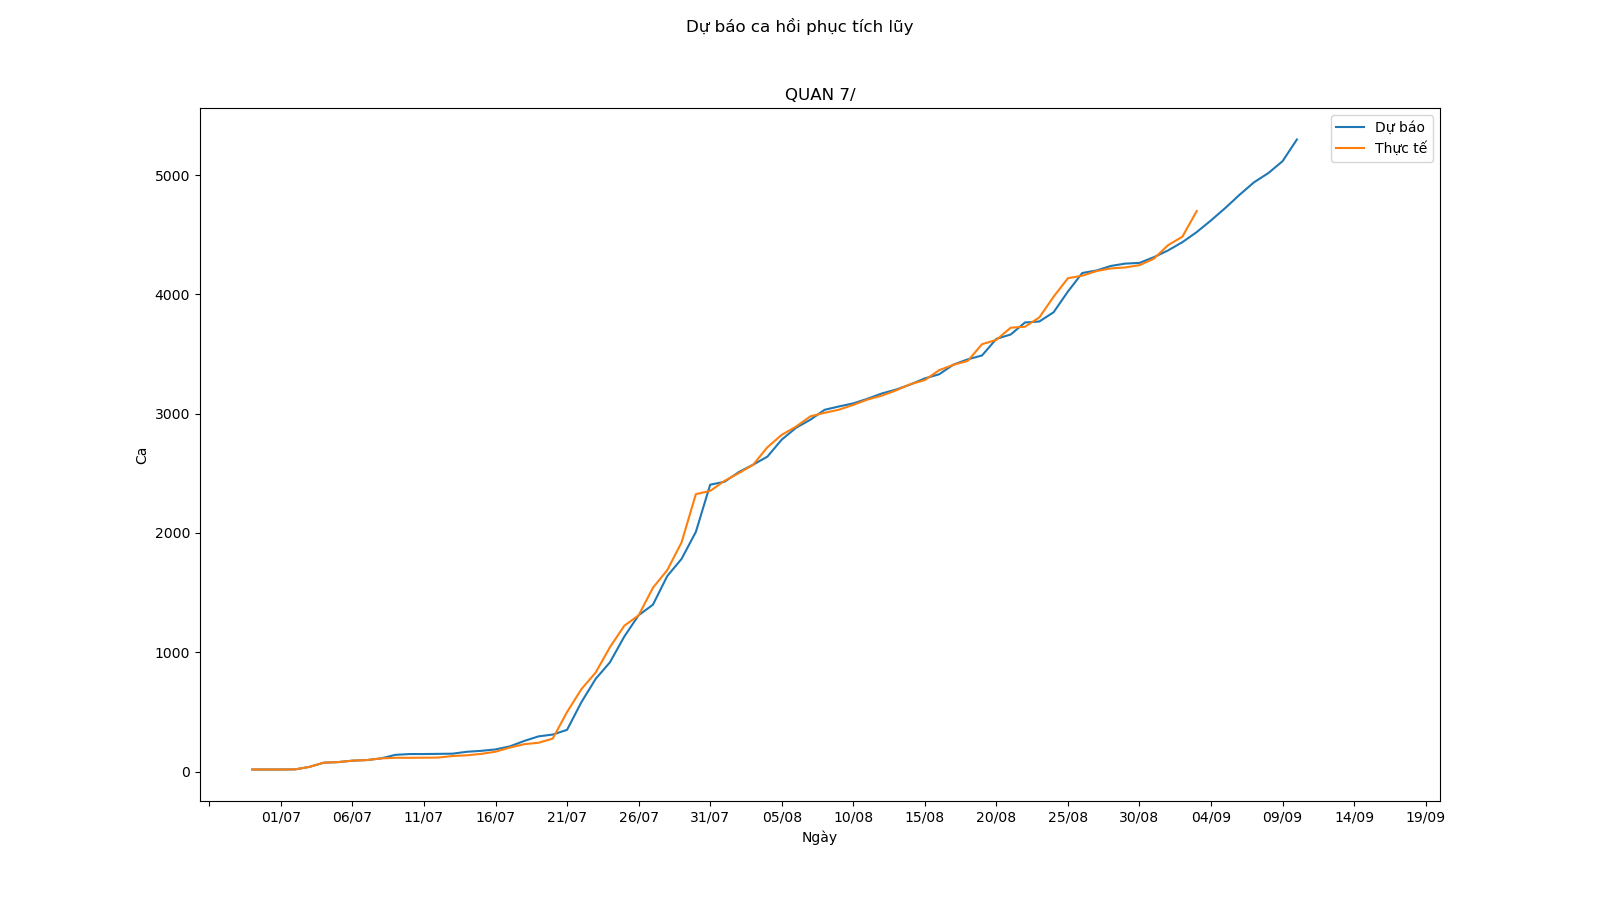 Dự báo ca hồi phục tích lũy
QUAN 7/
Dự báo
Thực tế
5000
4000
3000
2000
1000
0
Ca
01/07 06/07 11/07 16/07 21/07 26/07 31/07 05/08 10/08 15/08 20/08 25/08 30/08 04/09 09/09 14/09 19/09
Ngày